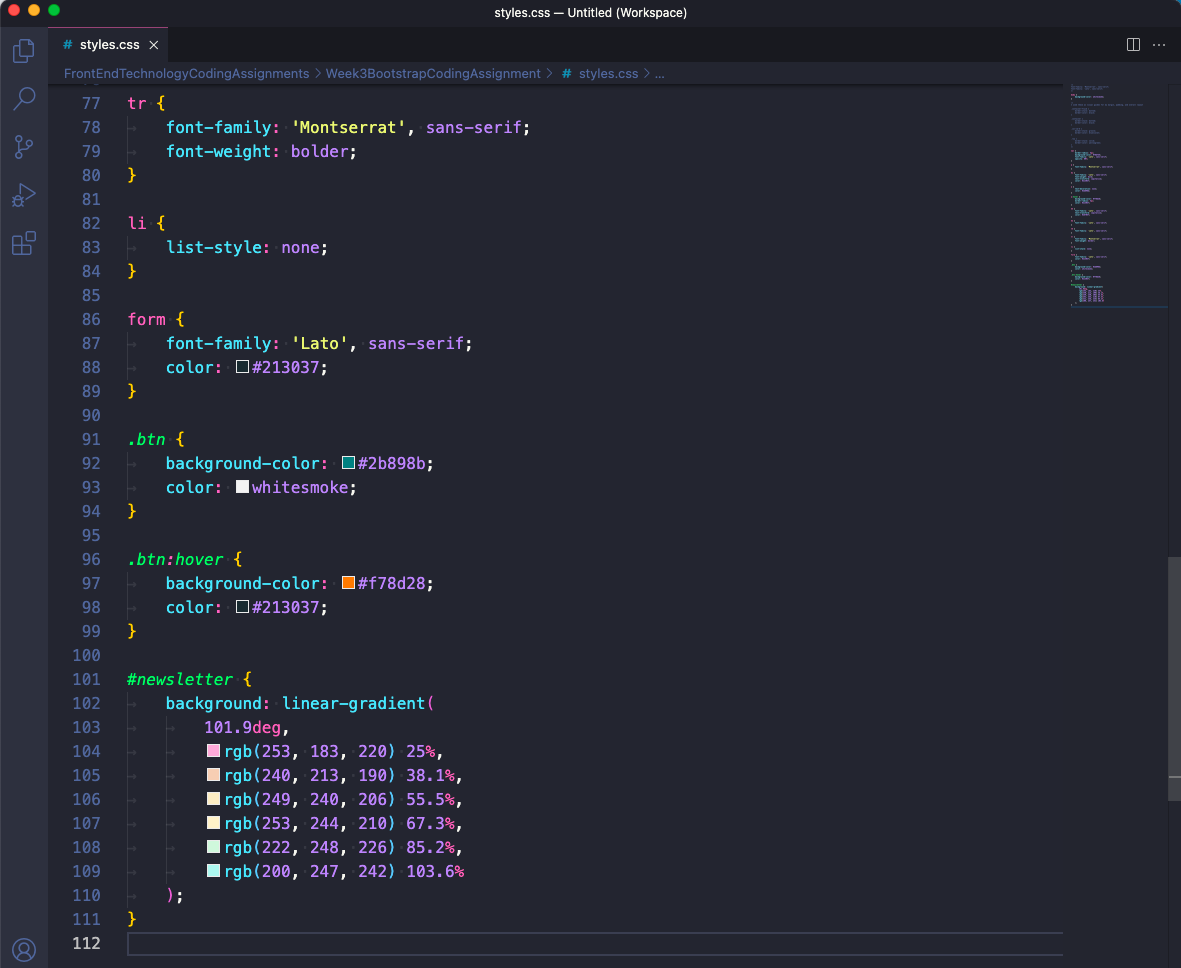 styles.css — Untitled (Workspace)
# styles.css
FrontEndTechnologyCodingAssignments > Week3BootstrapCodingAssignment > # styles.css > ...
77 tr {
78 font-family: 'Montserrat', sans-serif;
79 font-weight: bolder;
80 }
81
82 li {
83 list-style: none;
84 }
85
86 form {
87 font-family: 'Lato', sans-serif;
88 color: #213037;
89 }
90
91 .btn {
92 background-color: #2b898b;
93 color: whitesmoke;
94 }
95
96 .btn:hover {
97 background-color: #f78d28;
98 color: #213037;
99 }
100
101 #newsletter {
102 background: linear-gradient(
103 101.9deg,
104 rgb(253, 183, 220) 25%,
105 rgb(240, 213, 190) 38.1%,
106 rgb(249, 240, 206) 55.5%,
107 rgb(253, 244, 210) 67.3%,
108 rgb(222, 248, 226) 85.2%,
109 rgb(200, 247, 242) 103.6%
110 );
111 }
112